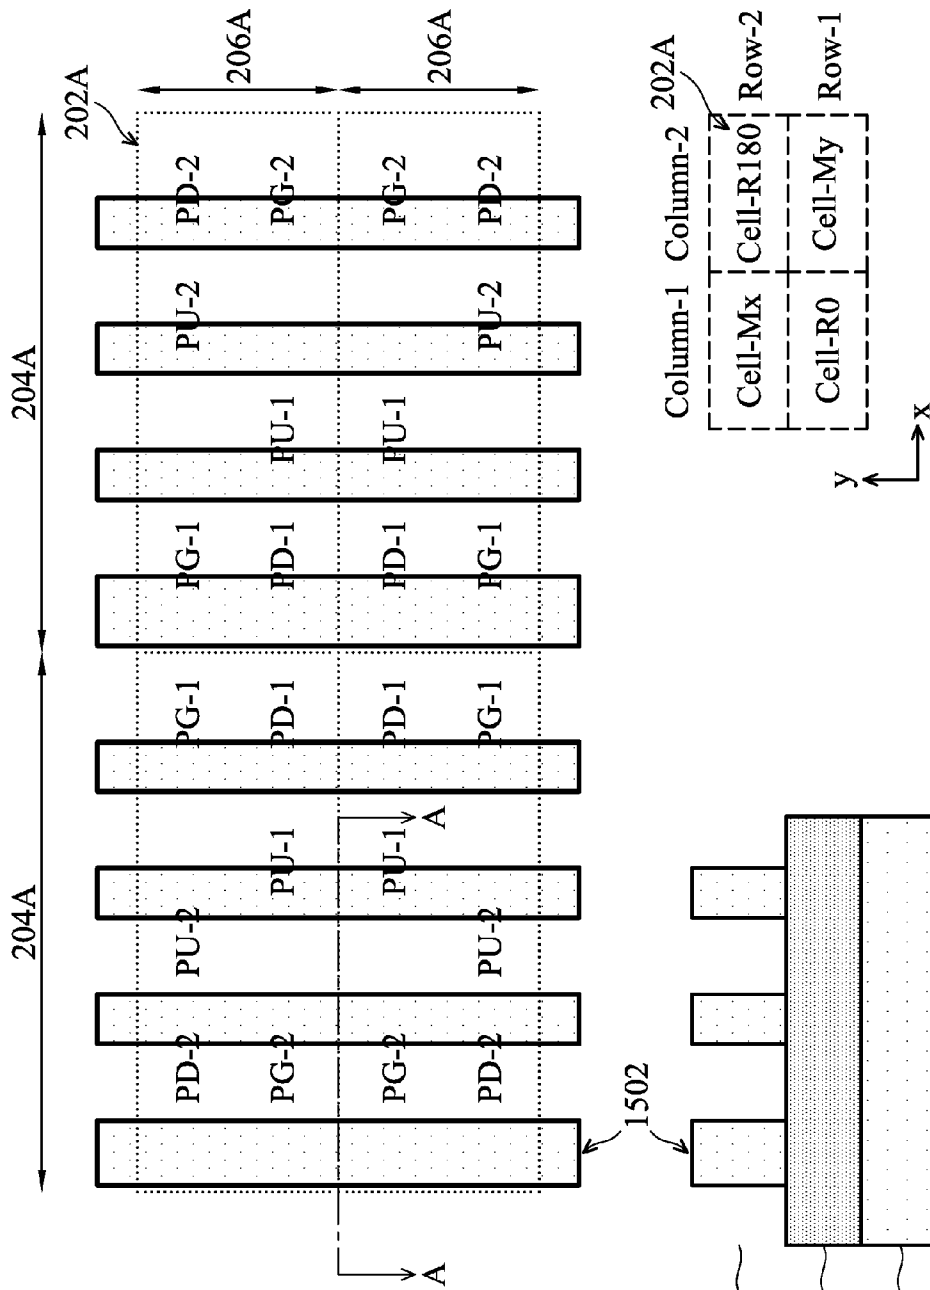 204A
204A
206A
206A
202A
PD-2
PU-2
PG-1
PG-1
PU-2
PD-2
PG-2
PU-1
PD-1
PD-1
PU-1
PG-2
PG-2
PU-1
PD-1
PD-1
PU-1
PG-2
PD-2
PU-2
PG-1
PG-1
PU-2
PD-2
A
A
1502
Column-1
Column-2
202A
Cell-Mx
Cell-R180
Row-2
Cell-R0
Cell-My
Row-1
y
x